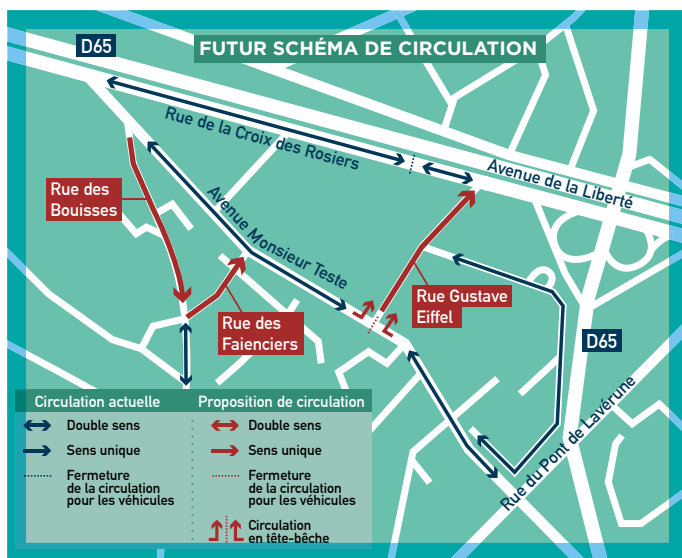 D65
FUTUR SCHÉMA DE CIRCULATION
Rue de la Croix des Rosiers
Avenue de la Liberté
Rue des
Bouisses
Avenue Monsieur Teste
Rue Gustave
Eiffel
Rue des
Faienciers
D65
Rue du Pont de Lavérune
Circulation actuelle
Double sens
Sens unique
Fermeture
de la circulation
pour les véhicules
Proposition de circulation
Double sens
Sens unique
Fermeture
de la circulation
pour les véhicules
Circulation
en tête-bêche